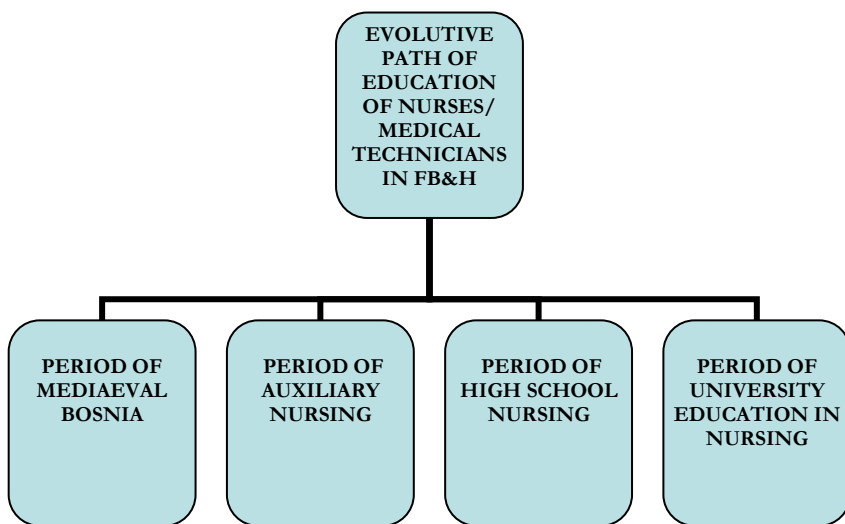 EVOLUTIVE
PATH OF
EDUCATION
OF NURSES/
MEDICAL
TECHNICIANS
IN FB&H
PERIOD OF
MEDIAEVAL
BOSNIA
PERIOD OF
AUXILIARY
NURSING
PERIOD OF
HIGH SCHOOL
NURSING
PERIOD OF
UNIVERSITY
EDUCATION IN
NURSING